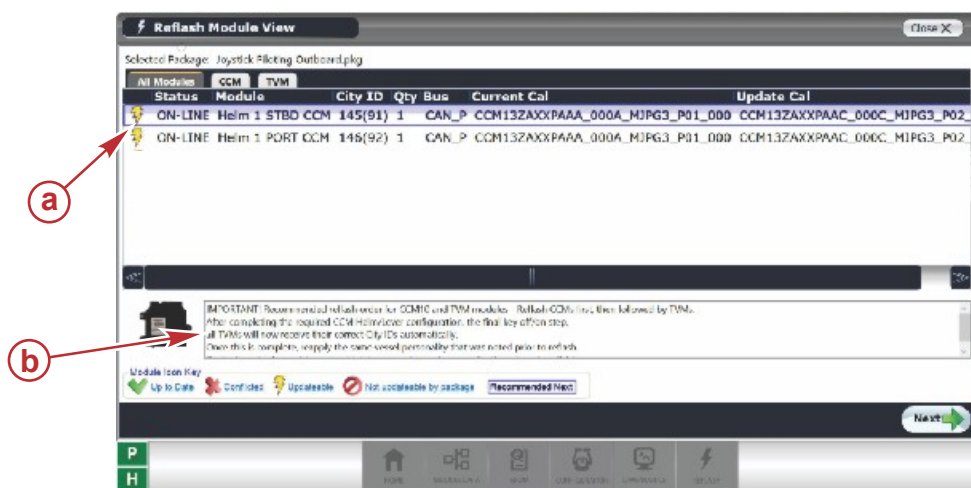 Reflash Module View
Close X
Selected Package: Joystick Piloting Outboard.pkg
All Modules CCM TVM
Status Module City ID Qty Bus Current Cal Update Cal
ON-LINE Helm 1 STBD CCM 145(91) 1 CAN_P CCM13ZAXXPAAA_000A_MJPG3_P01_000 CCM13ZAXXPAAC_000C_MJPG3_P02_
ON-LINE Helm 1 PORT CCM 146(92) 1 CAN_P CCM13ZAXXPAAA_000A_MJPG3_P01_000 CCM13ZAXXPAAC_000C_MJPG3_P02_
a
IMPORTANT! Recommended reflash order for CCM10 and TVM modules - Reflash CCMs first, then followed by TVMs.
After completing the required CCM Helm/Lever configuration, the final key off/on step,
all TVMs will now receive their correct City IDs automatically.
Once this is complete, reapply the same vessel personality that was noted prior to reflash
b
Module Icon Key
Up to Date Conflicted Updateable Not updateable by package Recommended Next
Next
P
H
HOME CONFIGURATION DIAGNOSTICS REFLASH